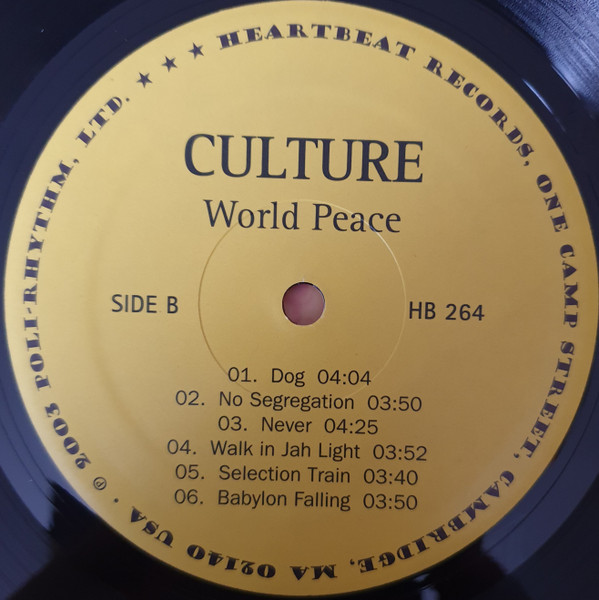 ★ ★ ★ HEARTBEAT RECORDS, ONE CAMP STREET, CAMBRIDGE, MA 02140 USA · ℗ 2003 POLI-RHYTHM, LTD.
CULTURE
World Peace
SIDE B
HB 264
01. Dog 04:04
02. No Segregation 03:50
03. Never 04:25
04. Walk in Jah Light 03:52
05. Selection Train 03:40
06. Babylon Falling 03:50